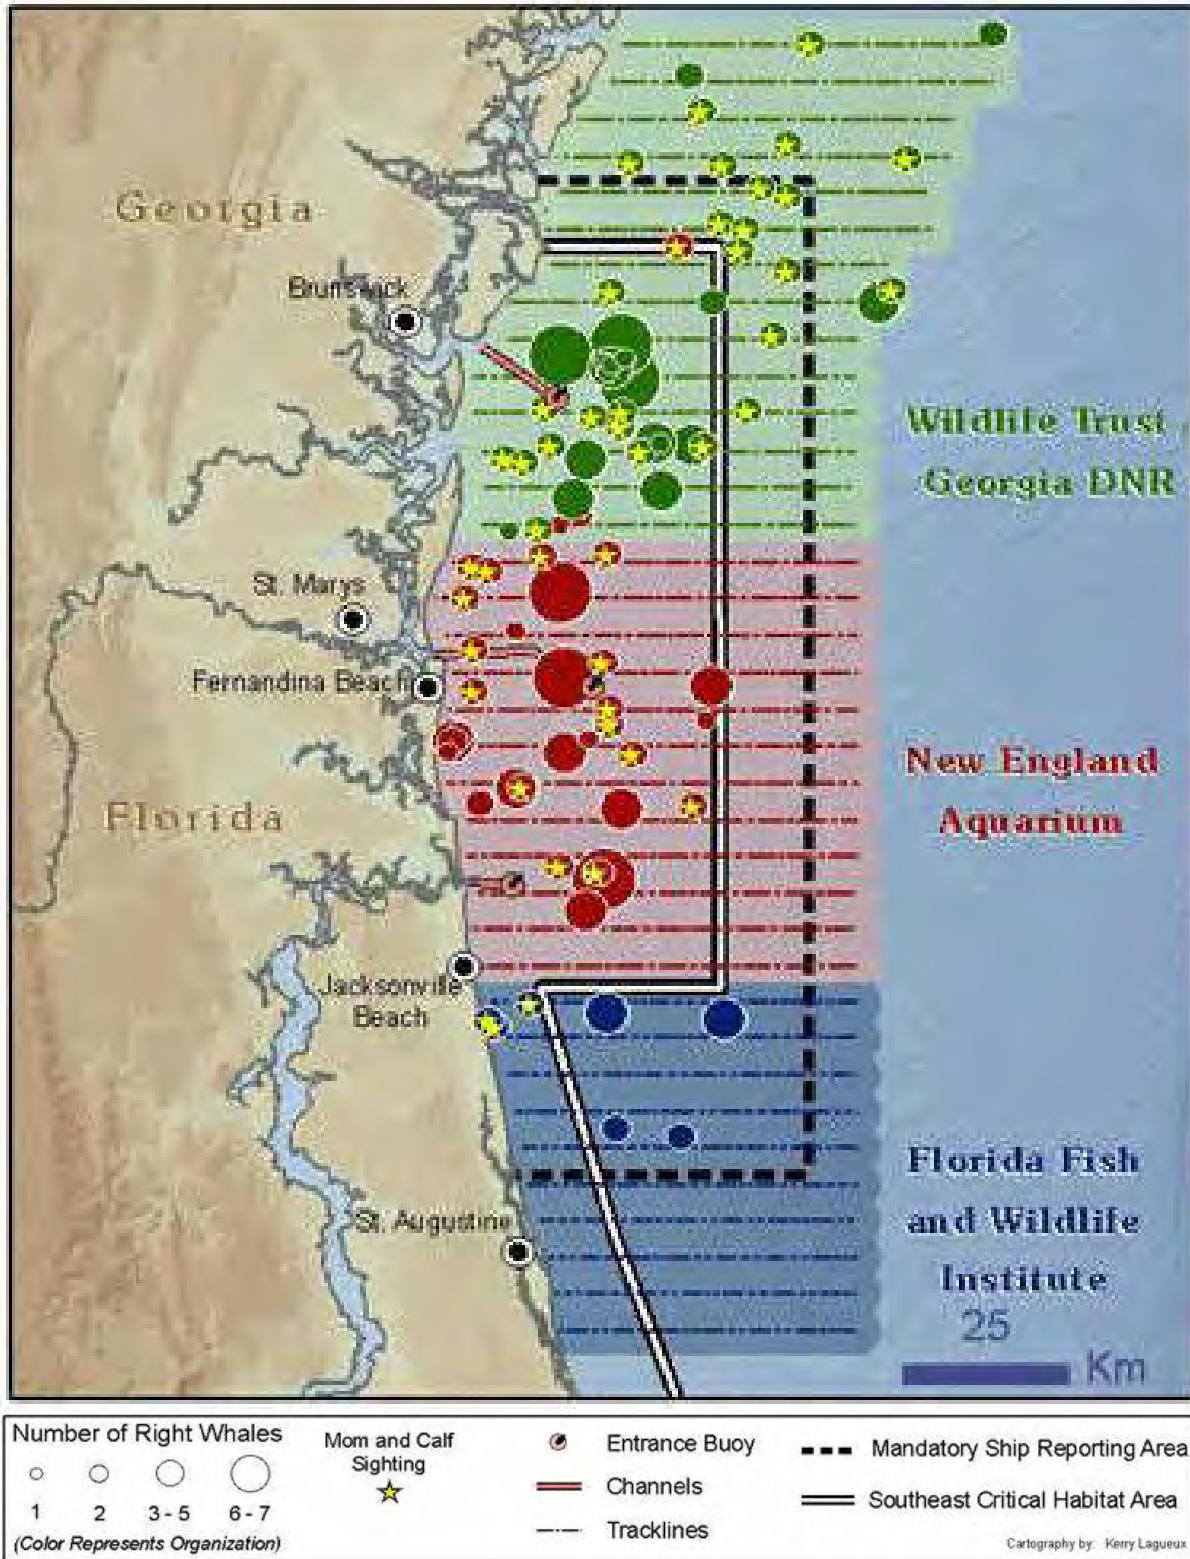 Georgia
Brunswick
Wildlife Trust
Georgia DNR
St. Marys
Fernandina Beach
New England
Aquarium
Florida
Jacksonville
Beach
Florida Fish
and Wildlife
Institute
St. Augustine
25
Km
Number of Right Whales
1 2 3 - 5 6 - 7
(Color Represents Organization)
Mom and Calf
Sighting
Entrance Buoy
Channels
Tracklines
Mandatory Ship Reporting Area
Southeast Critical Habitat Area
Cartography by: Kerry Lagueux